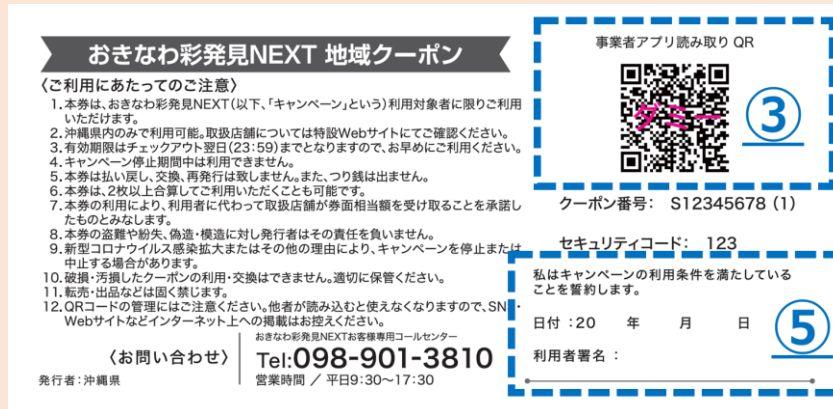 おきなわ彩発見NEXT 地域クーポン
〈ご利用にあたってのご注意〉
1. 本券は、おきなわ彩発見NEXT(以下、「キャンペーン」という)利用対象者に限りご利用
いただけます。
2. 沖縄県内のみで利用可能。取扱店舗については特設Webサイトにてご確認ください。
3. 有効期限はチェックアウト翌日(23:59)までとなりますので、お早めにご利用ください。
4. キャンペーン停止期間中は利用できません。
5. 本券は払い戻し、交換、再発行は致しません。また、つり銭は出ません。
6. 本券は、2枚以上合算してご利用いただくことも可能です。
7. 本券の利用により、利用者に代わって取扱店舗が券面相当額を受け取ることを承諾し
たものとみなします。
8. 本券の盗難や紛失、偽造・模造に対し発行者はその責任を負いません。
9. 新型コロナウイルス感染拡大またはその他の理由により、キャンペーンを停止または
中止する場合があります。
10. 破損・汚損したクーポンの利用・交換はできません。適切に保管ください。
11. 転売・出品などは固く禁じます。
12. QRコードの管理にはご注意ください。他者が読み込むと使えなくなりますので、SN・
Webサイトなどインターネット上への掲載はお控えください。
〈お問い合わせ〉
おきなわ彩発見NEXTお客様専用コールセンター
Tel:098-901-3810
営業時間 / 平日9:30〜17:30
発行者:沖縄県
事業者アプリ読み取り QR
ダミー
③
クーポン番号: S12345678 (1)
セキュリティコード: 123
私はキャンペーンの利用条件を満たしている
ことを誓約します。
日付 :20 年 月 日
⑤
利用者署名 :